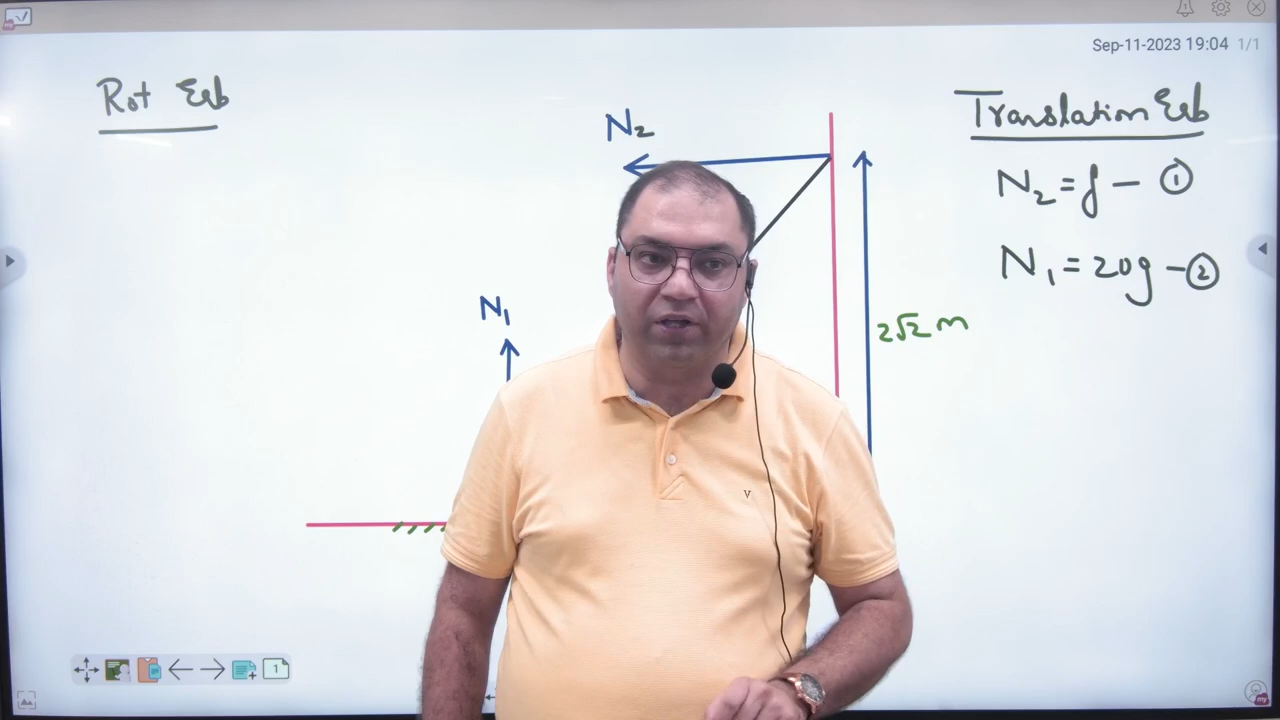 Sep-11-2023 19:04 1/1
Rot Eqb
Translation Eqb
N₂
N₂ = f – ①
N₁ = 20g – ②
N₁
2√2 m
V
1